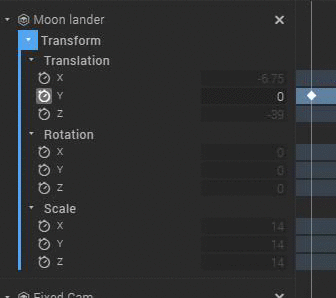 Moon lander
Transform
Translation
X -6.75
Y 0
Z -39
Rotation
X 0
Y 0
Z 0
Scale
X 14
Y 14
Z 14
Fixed Cam